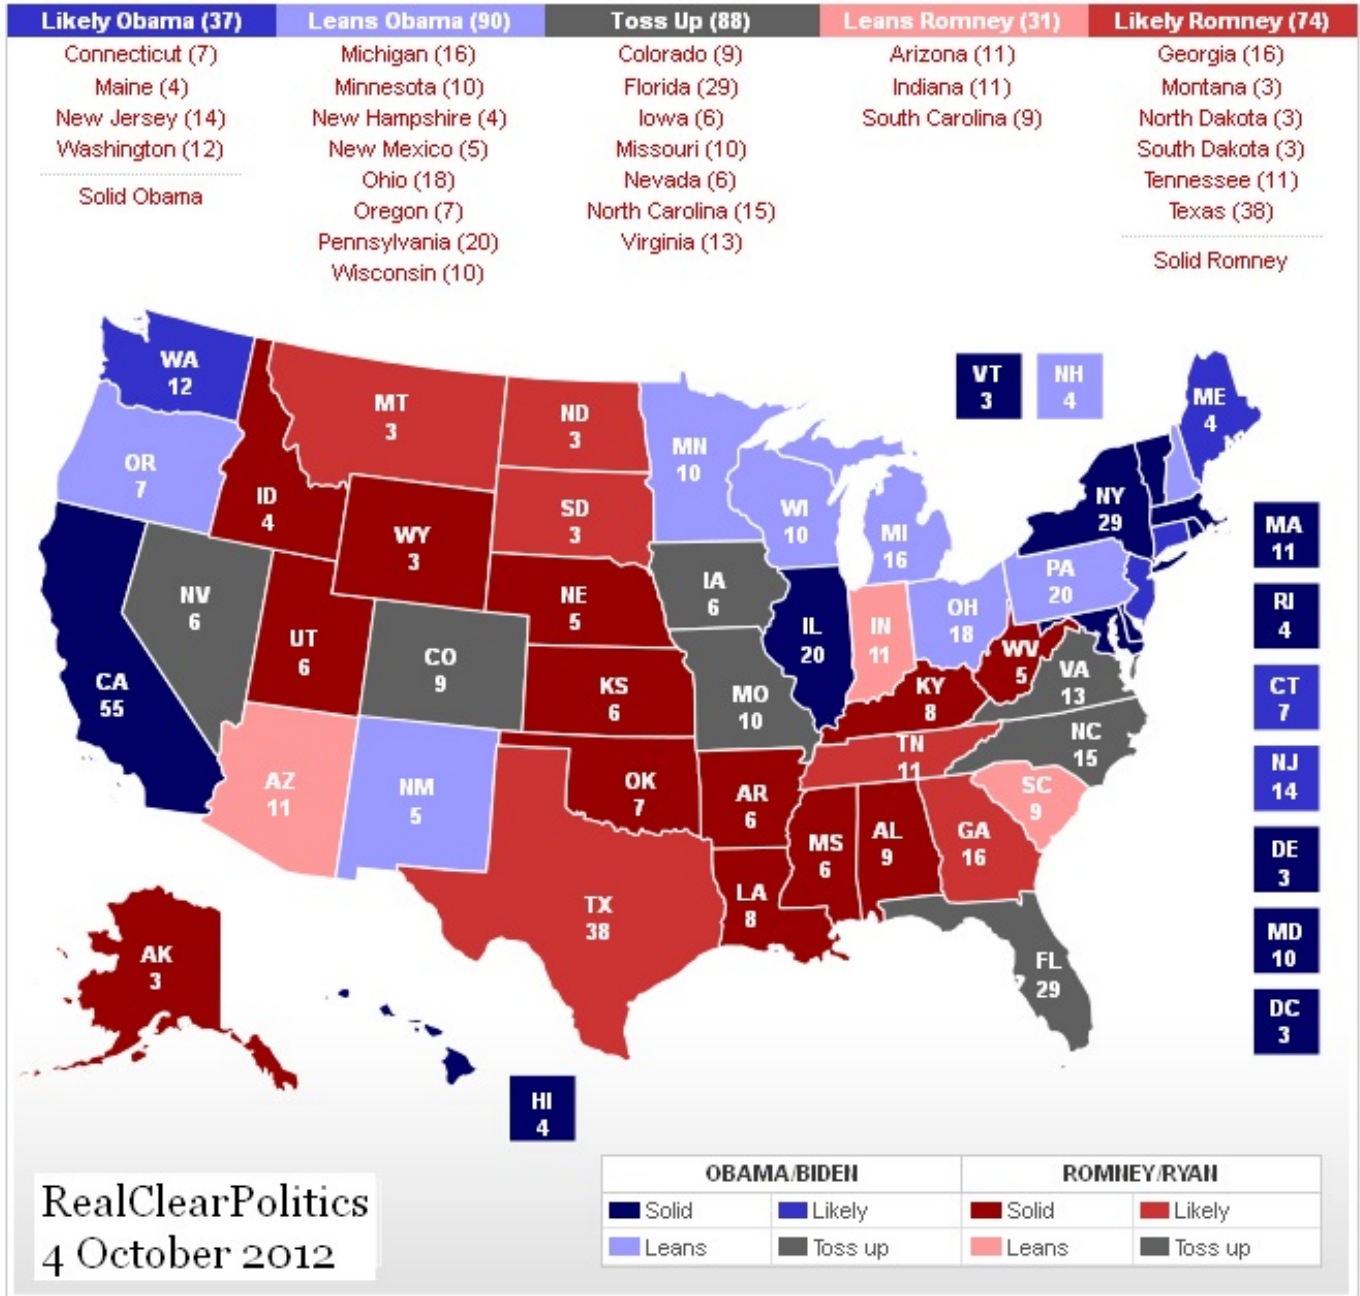 Likely Obama (37)
Leans Obama (90)
Toss Up (88)
Leans Romney (31)
Likely Romney (74)
Connecticut (7)
Maine (4)
New Jersey (14)
Washington (12)
Solid Obama
Michigan (16)
Minnesota (10)
New Hampshire (4)
New Mexico (5)
Ohio (18)
Oregon (7)
Pennsylvania (20)
Wisconsin (10)
Colorado (9)
Florida (29)
Iowa (6)
Missouri (10)
Nevada (6)
North Carolina (15)
Virginia (13)
Arizona (11)
Indiana (11)
South Carolina (9)
Georgia (16)
Montana (3)
North Dakota (3)
South Dakota (3)
Tennessee (11)
Texas (38)
Solid Romney
WA
12
OR
7
CA
55
NV
6
ID
4
MT
3
WY
3
UT
6
AZ
11
CO
9
NM
5
ND
3
SD
3
NE
5
KS
6
OK
7
TX
38
MN
10
IA
6
MO
10
AR
6
LA
8
WI
10
IL
20
MI
16
IN
11
OH
18
KY
8
TN
11
MS
6
AL
9
GA
16
FL
29
SC
9
NC
15
VA
13
WV
5
PA
20
NY
29
VT
3
NH
4
ME
4
MA
11
RI
4
CT
7
NJ
14
DE
3
MD
10
DC
3
AK
3
HI
4
RealClearPolitics
4 October 2012
OBAMA/BIDEN
ROMNEY/RYAN
Solid
Likely
Solid
Likely
Leans
Toss up
Leans
Toss up